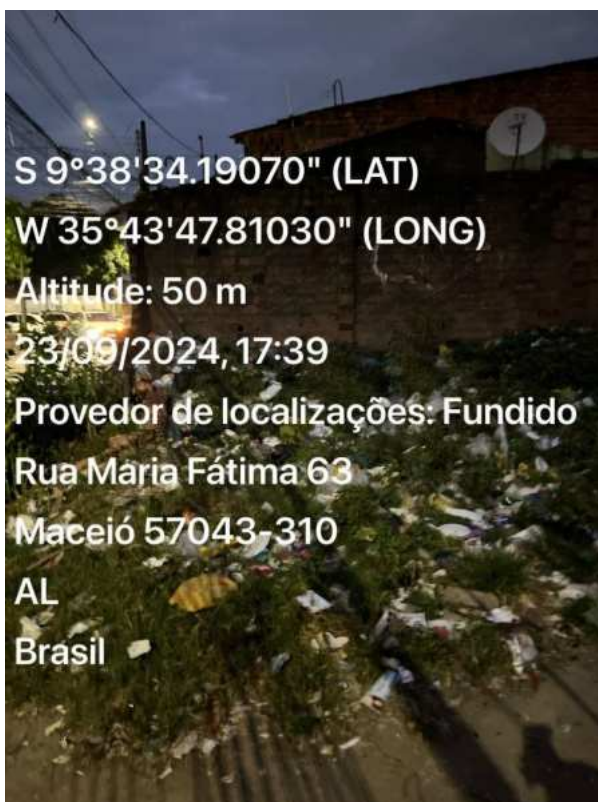 S 9°38'34.19070" (LAT)
W 35°43'47.81030" (LONG)
Altitude: 50 m
23/09/2024, 17:39
Provedor de localizações: Fundido
Rua Maria Fátima 63
Maceió 57043-310
AL
Brasil